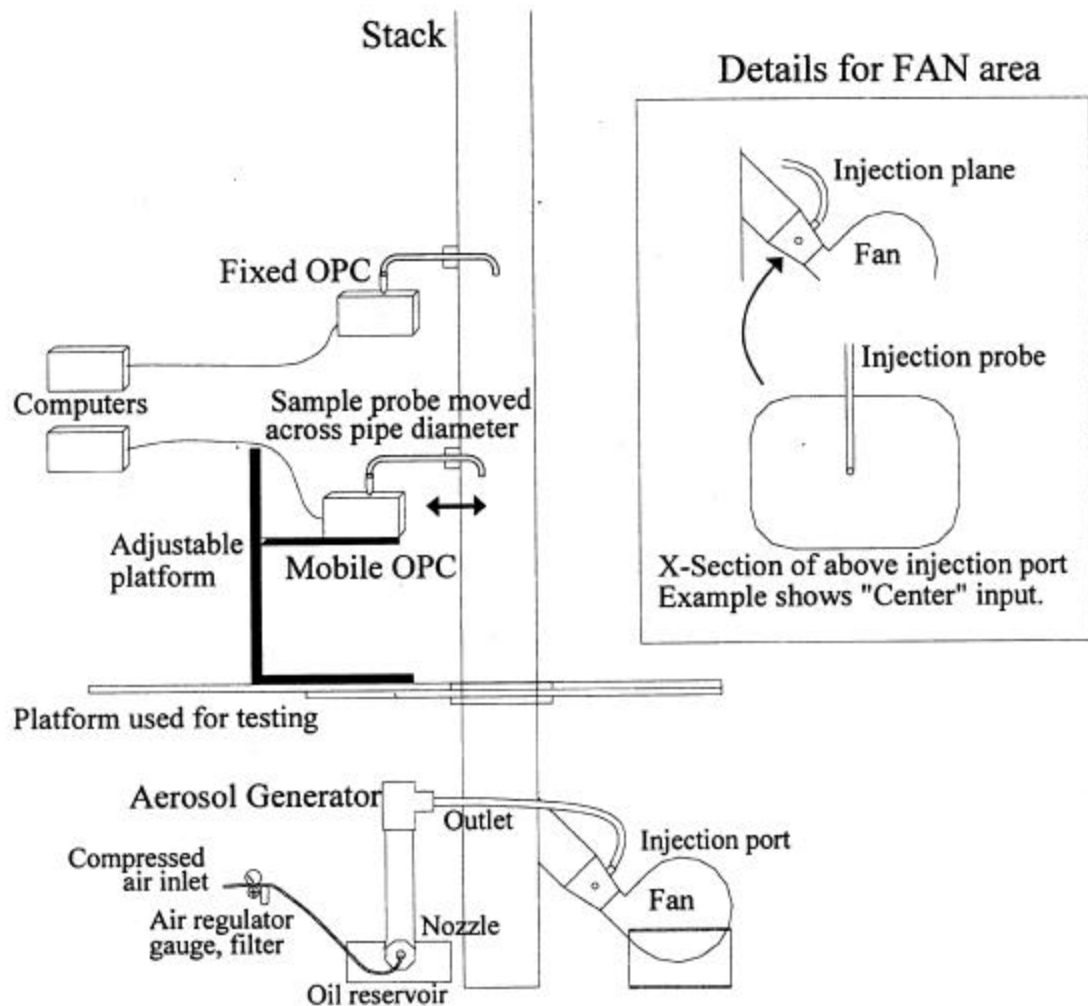 Stack
Details for FAN area
Injection plane
Fan
Injection probe
X-Section of above injection port
Example shows "Center" input.
Fixed OPC
Computers
Sample probe moved
across pipe diameter
Adjustable
platform
Mobile OPC
Platform used for testing
Aerosol Generator
Outlet
Injection port
Compressed
air inlet
Fan
Air regulator
gauge, filter
Nozzle
Oil reservoir